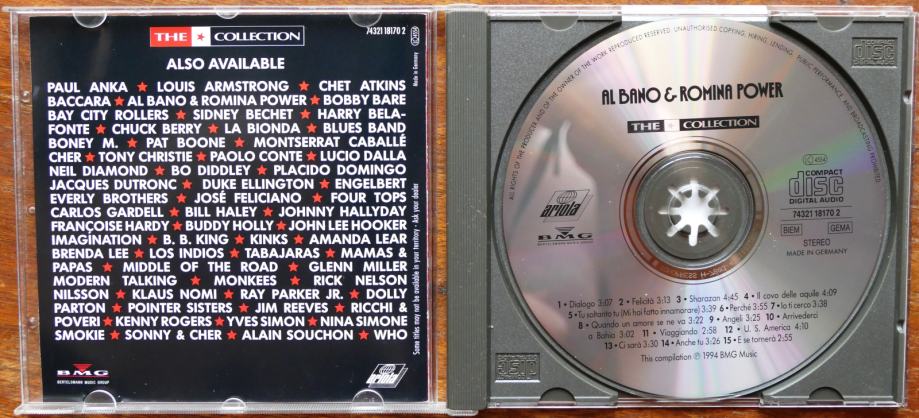 THE ★ COLLECTION
74321 18170 2
LC 4554
Made in Germany
ALSO AVAILABLE
PAUL ANKA ★ LOUIS ARMSTRONG ★ CHET ATKINS
BACCARA ★ AL BANO & ROMINA POWER ★ BOBBY BARE
BAY CITY ROLLERS ★ SIDNEY BECHET ★ HARRY BELA-
FONTE ★ CHUCK BERRY ★ LA BIONDA ★ BLUES BAND
BONEY M. ★ PAT BOONE ★ MONTSERRAT CABALLÉ
CHER ★ TONY CHRISTIE ★ PAOLO CONTE ★ LUCIO DALLA
NEIL DIAMOND ★ BO DIDDLEY ★ PLACIDO DOMINGO
JACQUES DUTRONC ★ DUKE ELLINGTON ★ ENGELBERT
EVERLY BROTHERS ★ JOSÉ FELICIANO ★ FOUR TOPS
CARLOS GARDELL ★ BILL HALEY ★ JOHNNY HALLYDAY
FRANÇOISE HARDY ★ BUDDY HOLLY ★ JOHN LEE HOOKER
IMAGINATION ★ B. B. KING ★ KINKS ★ AMANDA LEAR
BRENDA LEE ★ LOS INDIOS ★ TABAJARAS ★ MAMAS &
PAPAS ★ MIDDLE OF THE ROAD ★ GLENN MILLER
MODERN TALKING ★ MONKEES ★ RICK NELSON
NILSSON ★ KLAUS NOMI ★ RAY PARKER JR. ★ DOLLY
PARTON ★ POINTER SISTERS ★ JIM REEVES ★ RICCHI &
POVERI ★ KENNY ROGERS ★ YVES SIMON ★ NINA SIMONE
SMOKIE ★ SONNY & CHER ★ ALAIN SOUCHON ★ WHO
Some titles may not be available in your territory - Ask your dealer
BMG
BERTELSMANN MUSIC GROUP
ariola
ALL RIGHTS OF THE PRODUCER AND OF THE OWNER OF THE WORK REPRODUCED RESERVED. UNAUTHORISED COPYING, HIRING, LENDING, PUBLIC PERFORMANCE AND BROADCASTING PROHIBITED
AL BANO & ROMINA POWER
THE ★ COLLECTION
ariola
BMG
BERTELSMANN MUSIC GROUP
LC 4554
COMPACT
disc
DIGITAL AUDIO
74321 18170 2
BIEM GEMA
STEREO
MADE IN GERMANY
1 • Dialogo 3:07 2 • Felicità 3:13 3 • Sharazan 4:45 4 • Il covo delle aquile 4:09
5 • Tu soltanto tu (Mi hai fatto innamorare) 3:39 6 • Perché 3:55 7 • Io ti cerco 3:38
8 • Quando un amore se ne va 3:22 9 • Angeli 3:25 10 • Arrivederci
a Bahia 3:02 11 • Viaggiando 2:58 12 • U. S. America 4:10
13 • Ci sarà 3:30 14 • Anche tu 3:26 15 • E se tornerà 2:55
This compilation ℗ 1994 BMG Music
disc
disc